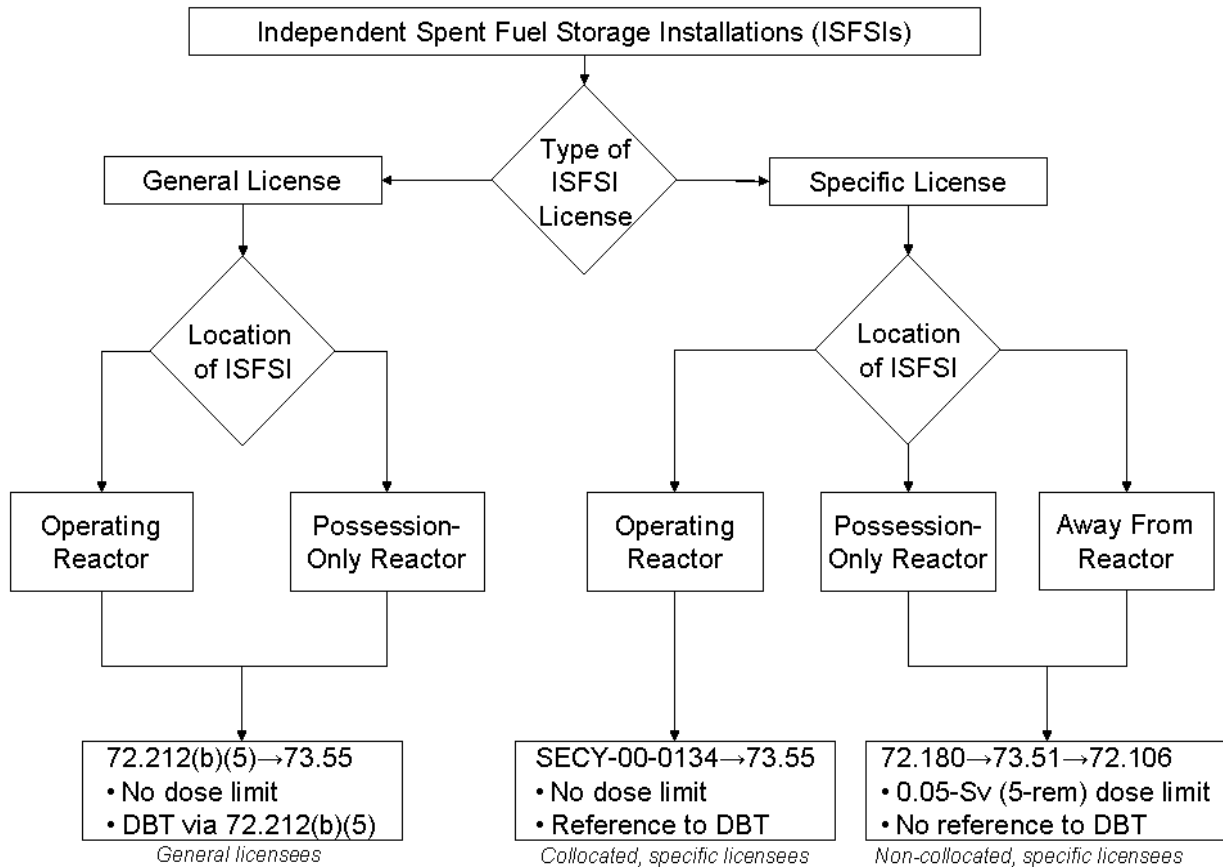 Independent Spent Fuel Storage Installations (ISFSIs)
Type of
ISFSI
License
General License
Specific License
Location
of ISFSI
Location
of ISFSI
Operating
Reactor
Possession-
Only Reactor
Operating
Reactor
Possession-
Only Reactor
Away From
Reactor
72.212(b)(5)→73.55
• No dose limit
• DBT via 72.212(b)(5)
General licensees
SECY-00-0134→73.55
• No dose limit
• Reference to DBT
Collocated, specific licensees
72.180→73.51→72.106
• 0.05-Sv (5-rem) dose limit
• No reference to DBT
Non-collocated, specific licensees